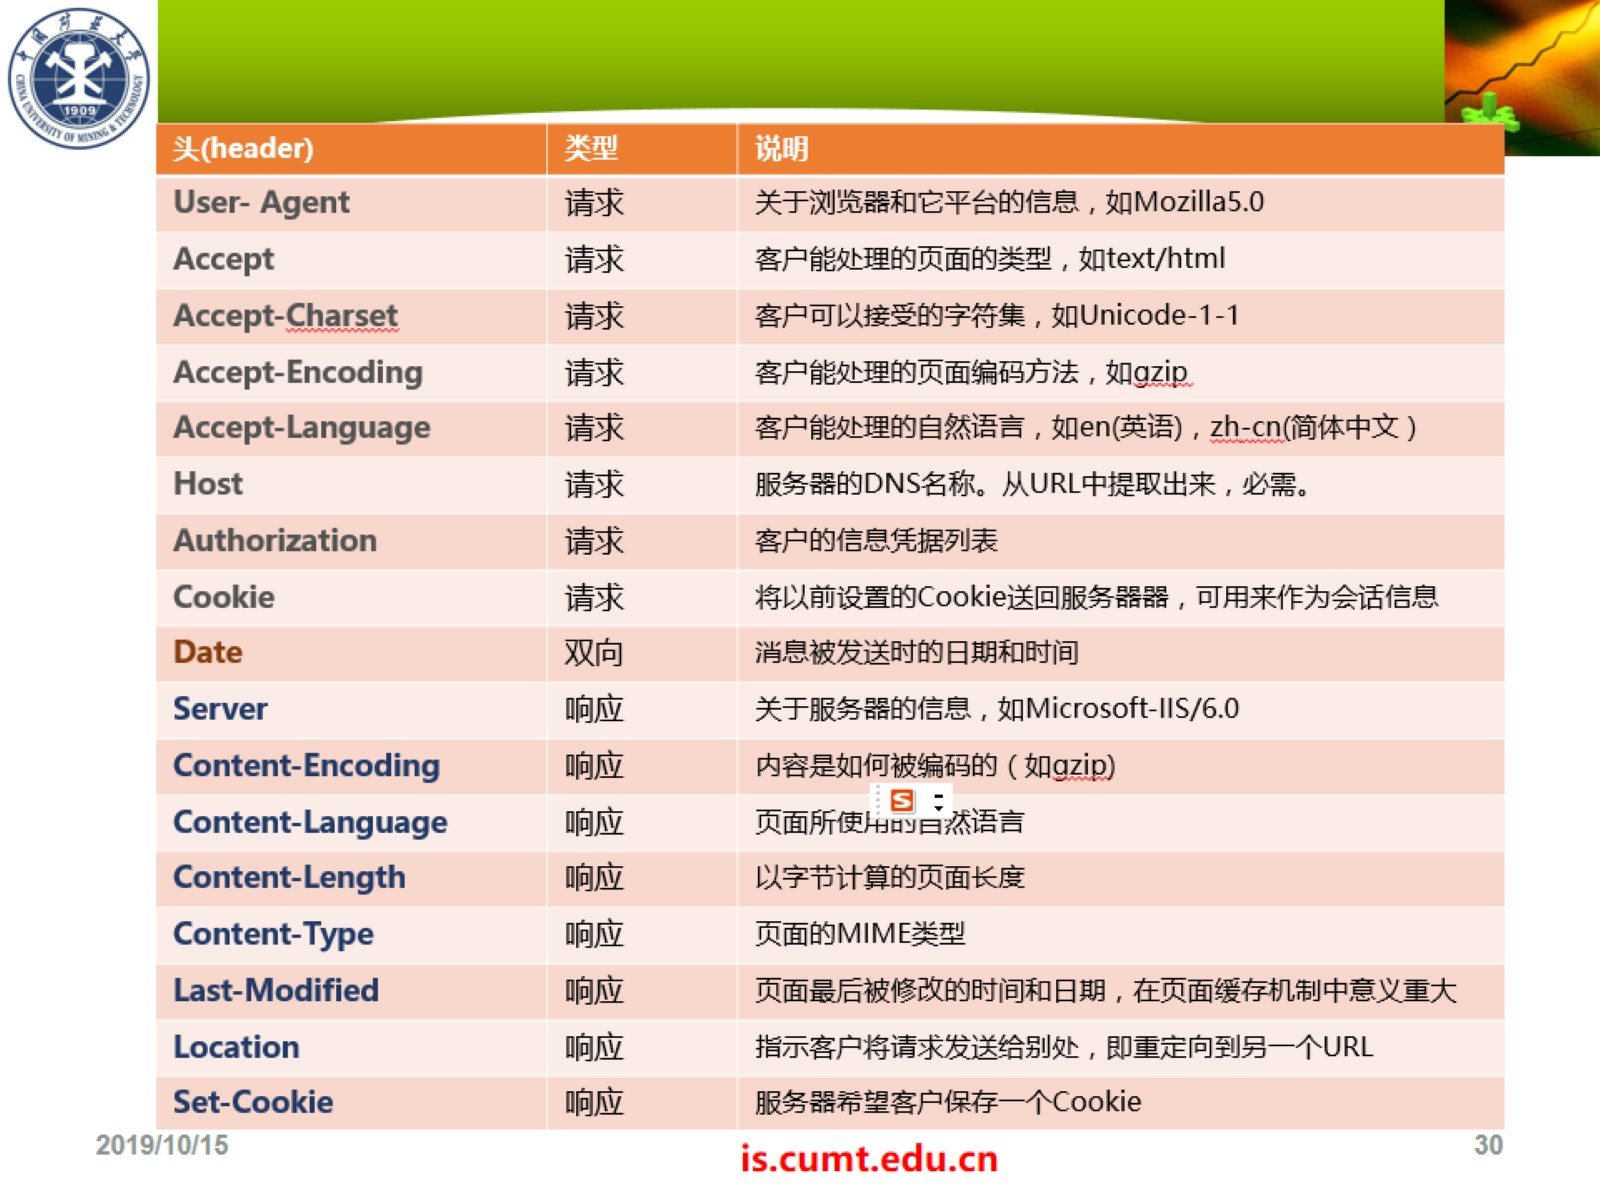 中国矿业大学
CHINA UNIVERSITY OF MINING & TECHNOLOGY
1909
头(header) 类型 说明
User- Agent 请求 关于浏览器和它平台的信息，如Mozilla5.0
Accept 请求 客户能处理的页面的类型，如text/html
Accept-Charset 请求 客户可以接受的字符集，如Unicode-1-1
Accept-Encoding 请求 客户能处理的页面编码方法，如gzip
Accept-Language 请求 客户能处理的自然语言，如en(英语)，zh-cn(简体中文）
Host 请求 服务器的DNS名称。从URL中提取出来，必需。
Authorization 请求 客户的信息凭据列表
Cookie 请求 将以前设置的Cookie送回服务器器，可用来作为会话信息
Date 双向 消息被发送时的日期和时间
Server 响应 关于服务器的信息，如Microsoft-IIS/6.0
Content-Encoding 响应 内容是如何被编码的（如gzip)
Content-Language 响应 页面所使用的自然语言
Content-Length 响应 以字节计算的页面长度
Content-Type 响应 页面的MIME类型
Last-Modified 响应 页面最后被修改的时间和日期，在页面缓存机制中意义重大
Location 响应 指示客户将请求发送给别处，即重定向到另一个URL
Set-Cookie 响应 服务器希望客户保存一个Cookie
2019/10/15 is.cumt.edu.cn 30